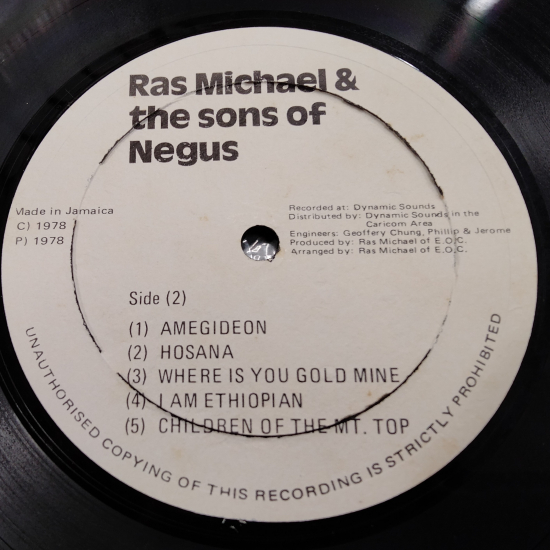 Ras Michael &
the sons of
Negus
Made in Jamaica
C) 1978
P) 1978
Recorded at: Dynamic Sounds
Distributed by: Dynamic Sounds in the
Caricom Area
Engineers: Geoffery Chung, Phillip & Jerome
Produced by: Ras Michael of E.O.C.
Arranged by: Ras Michael of E.O.C.
Side (2)
(1) AMEGIDEON
(2) HOSANA
(3) WHERE IS YOU GOLD MINE
(4) I AM ETHIOPIAN
(5) CHILDREN OF THE MT. TOP
UNAUTHORISED COPYING OF THIS RECORDING IS STRICTLY PROHIBITED